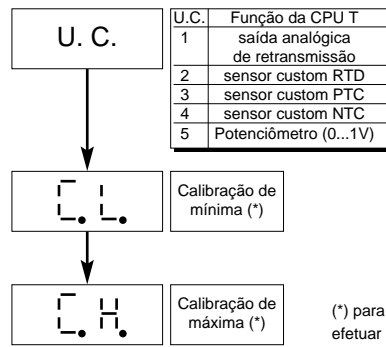 U. C.
U.C. Função da CPU T
1 saída analógica
de retransmissão
2 sensor custom RTD
3 sensor custom PTC
4 sensor custom NTC
5 Potenciômetro (0...1V)
C.L.
Calibração de
mínima (*)
C.H.
Calibração de
máxima (*)
(*) para
efetuar